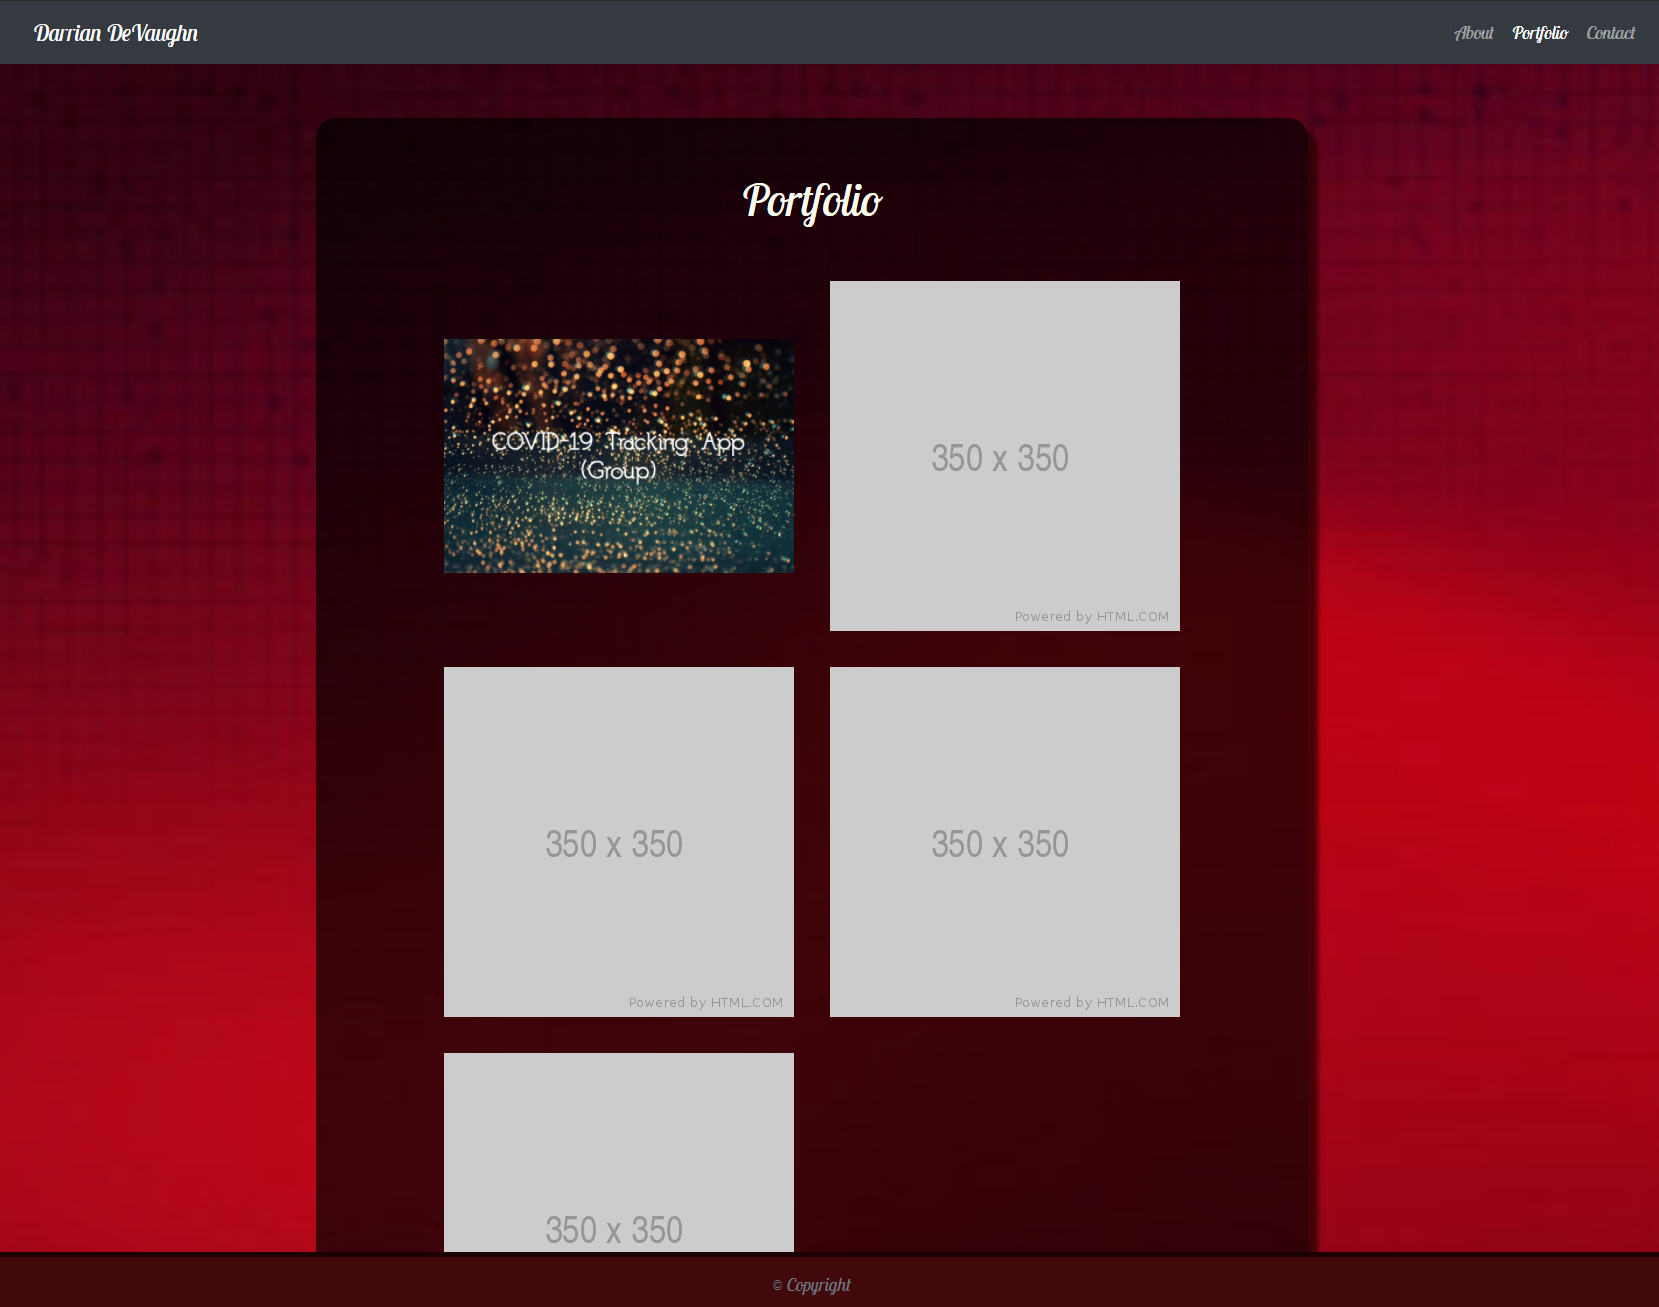 Darrian DeVaughn
About Portfolio Contact
Portfolio
COVID-19 Tracking App
(Group)
350 x 350
Powered by HTML.COM
350 x 350
Powered by HTML.COM
350 x 350
Powered by HTML.COM
350 x 350
© Copyright